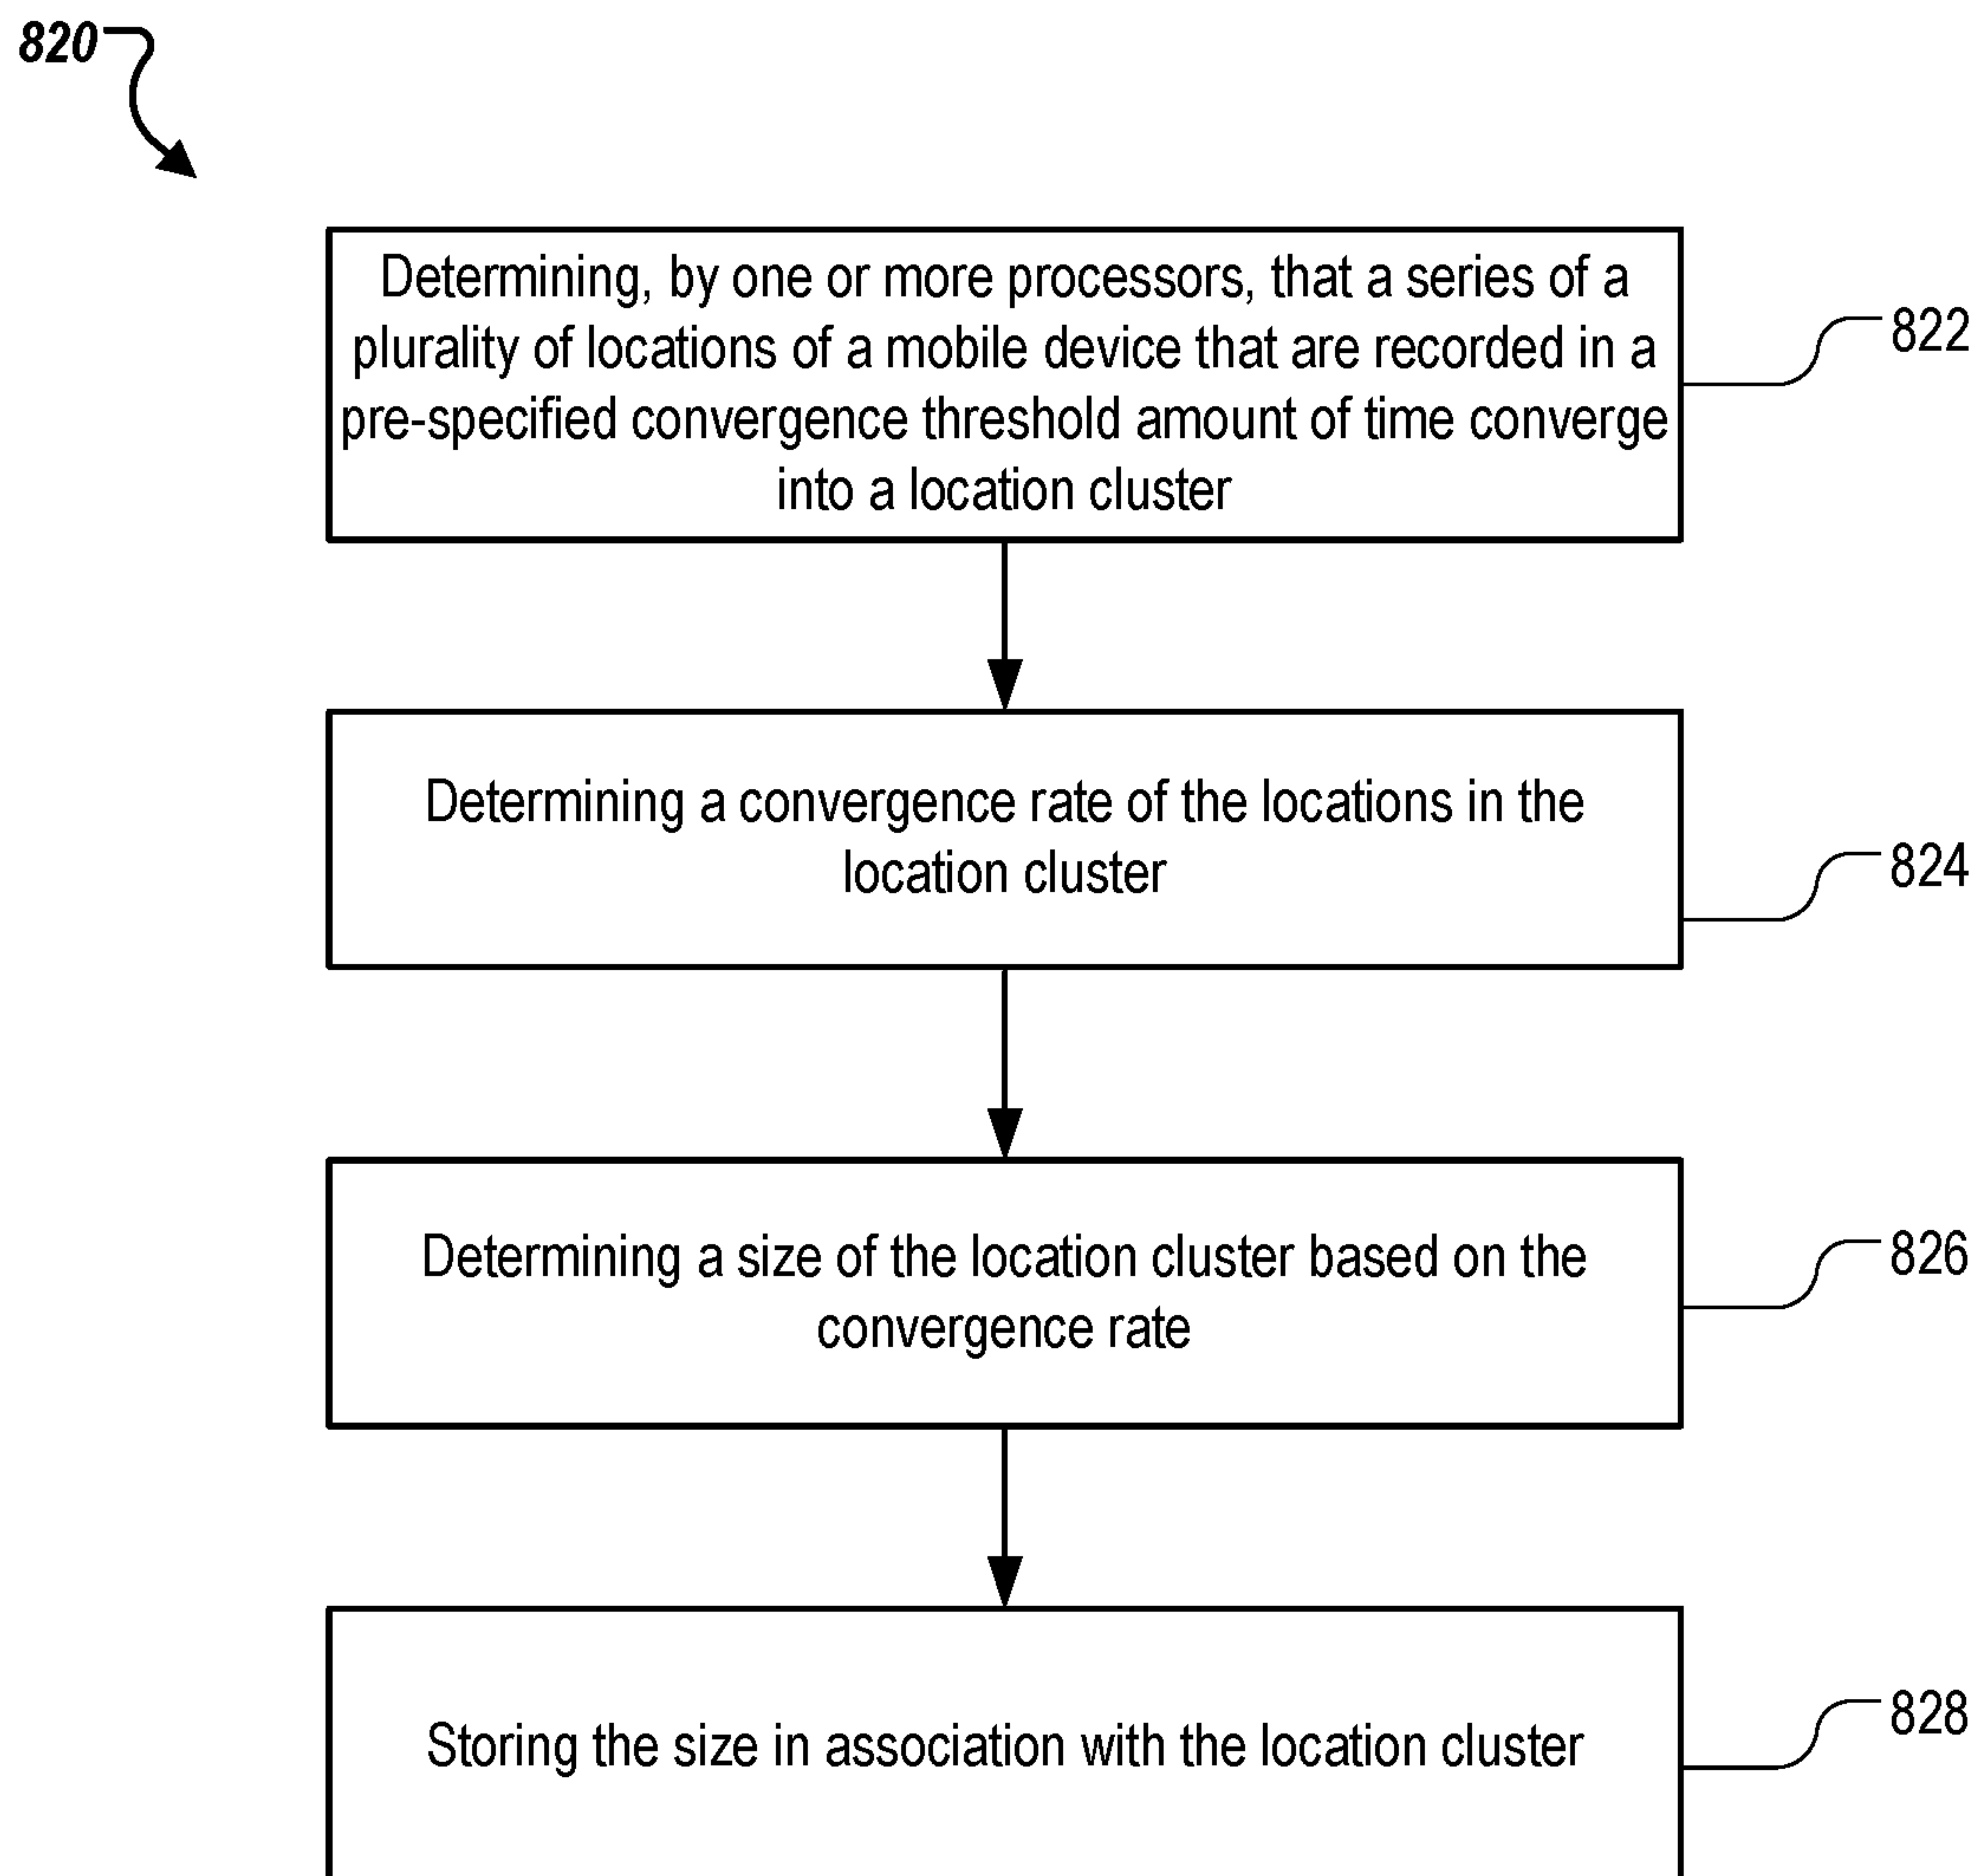 820
Determining, by one or more processors, that a series of a
plurality of locations of a mobile device that are recorded in a
pre-specified convergence threshold amount of time converge
into a location cluster
822
Determining a convergence rate of the locations in the
location cluster
824
Determining a size of the location cluster based on the
convergence rate
826
Storing the size in association with the location cluster
828